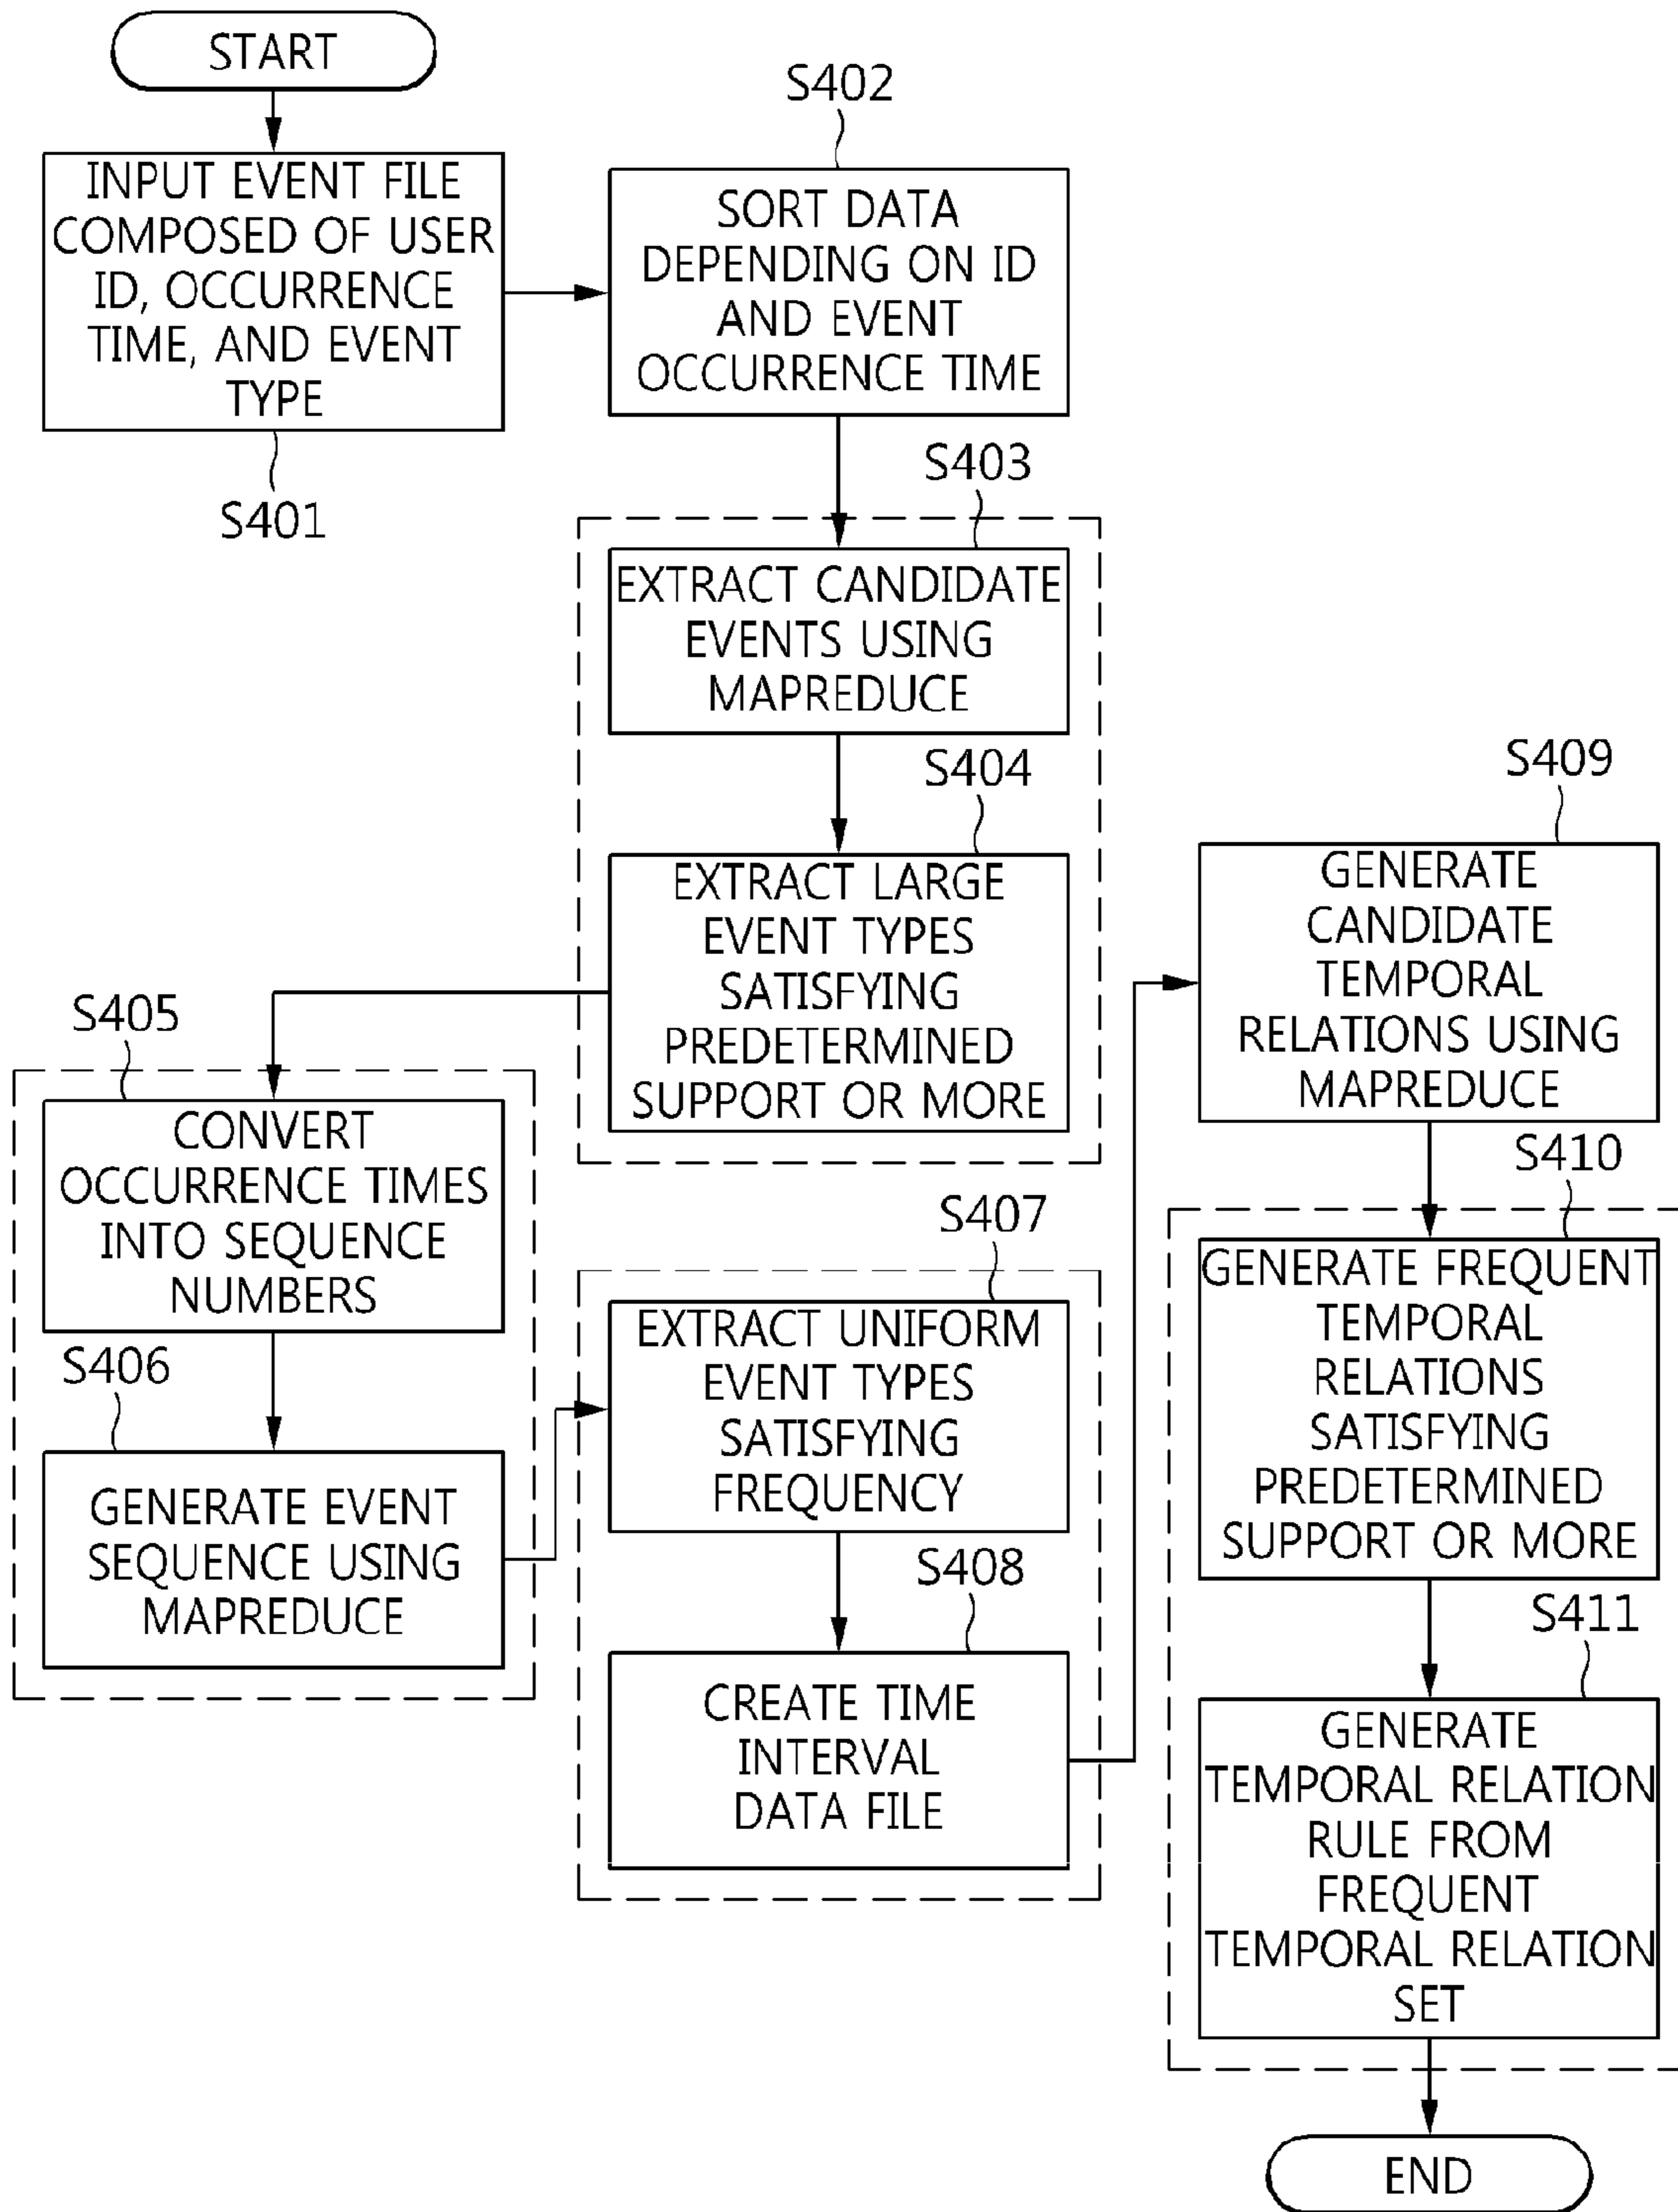 START
INPUT EVENT FILE
COMPOSED OF USER
ID, OCCURRENCE
TIME, AND EVENT
TYPE
S401
S402
SORT DATA
DEPENDING ON ID
AND EVENT
OCCURRENCE TIME
S403
EXTRACT CANDIDATE
EVENTS USING
MAPREDUCE
S404
EXTRACT LARGE
EVENT TYPES
SATISFYING
PREDETERMINED
SUPPORT OR MORE
S405
CONVERT
OCCURRENCE TIMES
INTO SEQUENCE
NUMBERS
S406
GENERATE EVENT
SEQUENCE USING
MAPREDUCE
S407
EXTRACT UNIFORM
EVENT TYPES
SATISFYING
FREQUENCY
S408
CREATE TIME
INTERVAL
DATA FILE
S409
GENERATE
CANDIDATE
TEMPORAL
RELATIONS USING
MAPREDUCE
S410
GENERATE FREQUENT
TEMPORAL
RELATIONS
SATISFYING
PREDETERMINED
SUPPORT OR MORE
S411
GENERATE
TEMPORAL RELATION
RULE FROM
FREQUENT
TEMPORAL RELATION
SET
END